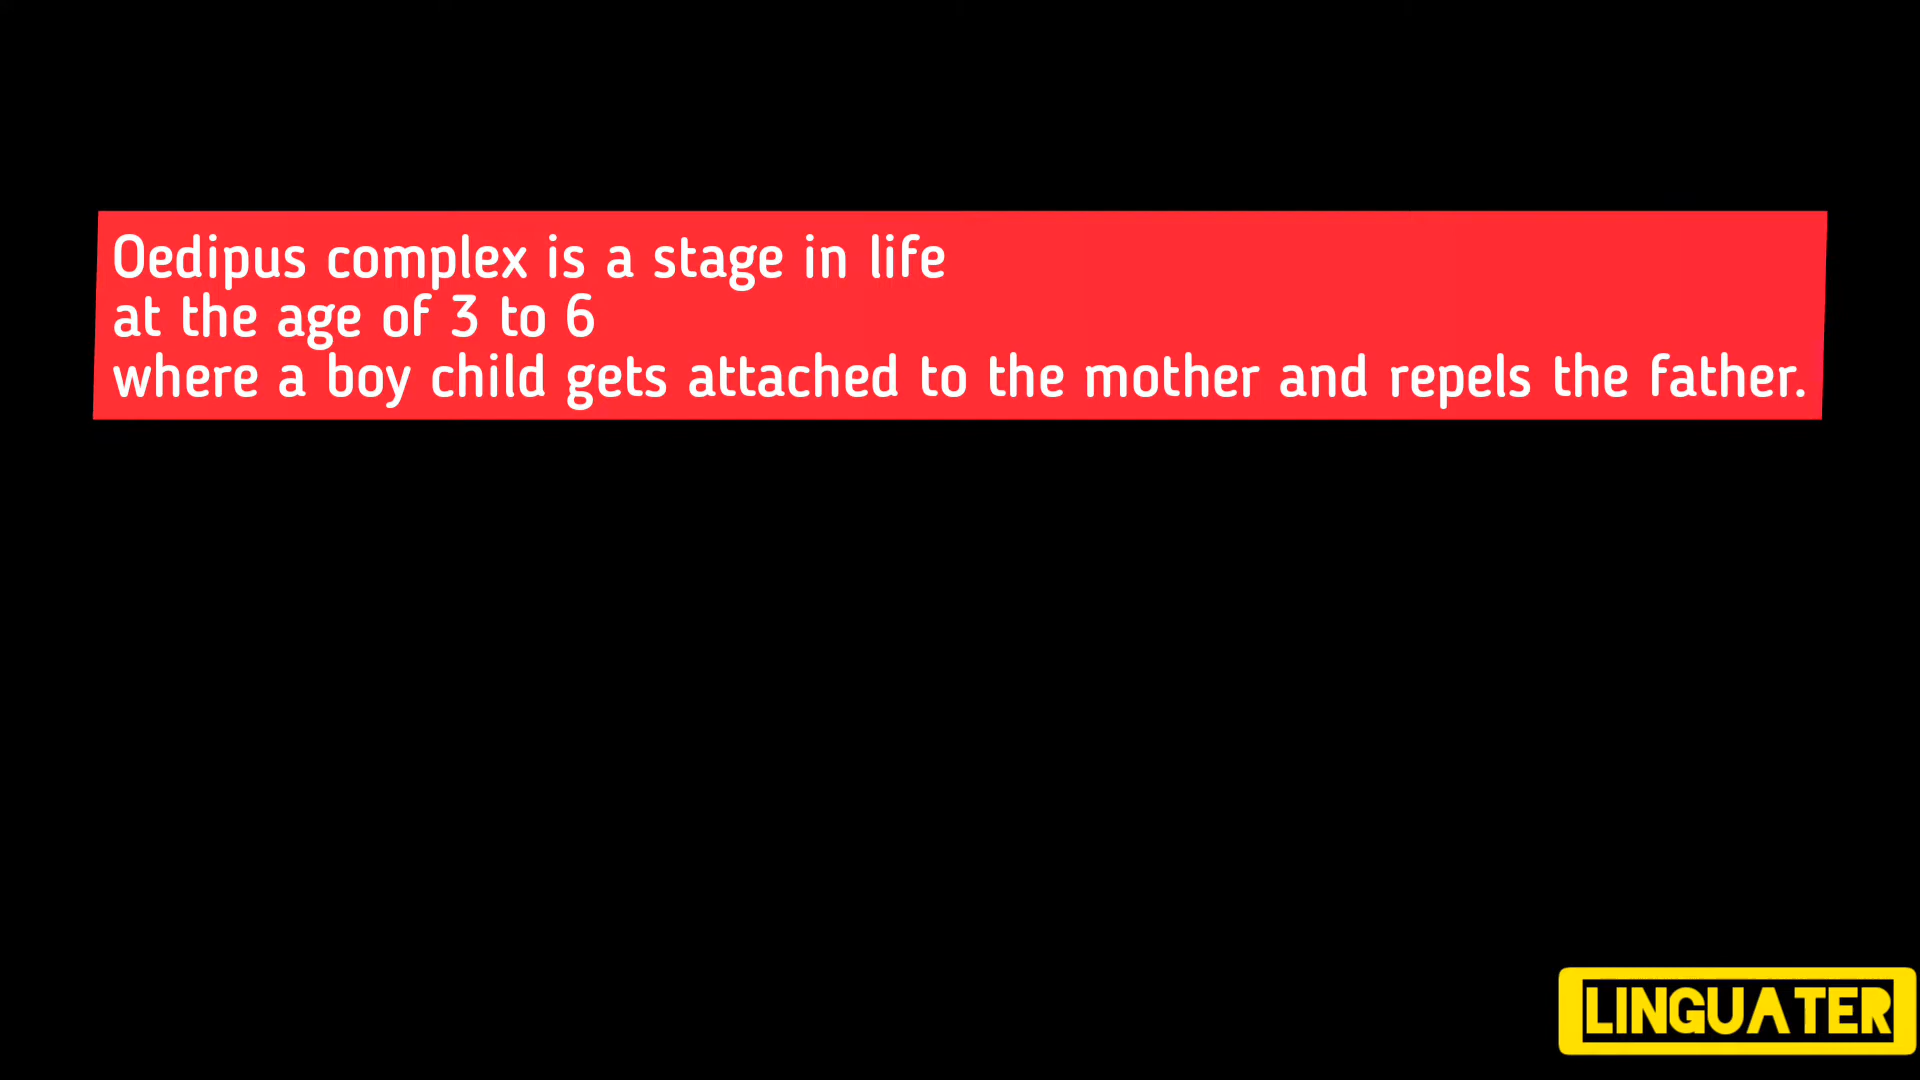 Oedipus complex is a stage in life
at the age of 3 to 6
where a boy child gets attached to the mother and repels the father.
LINGUATER